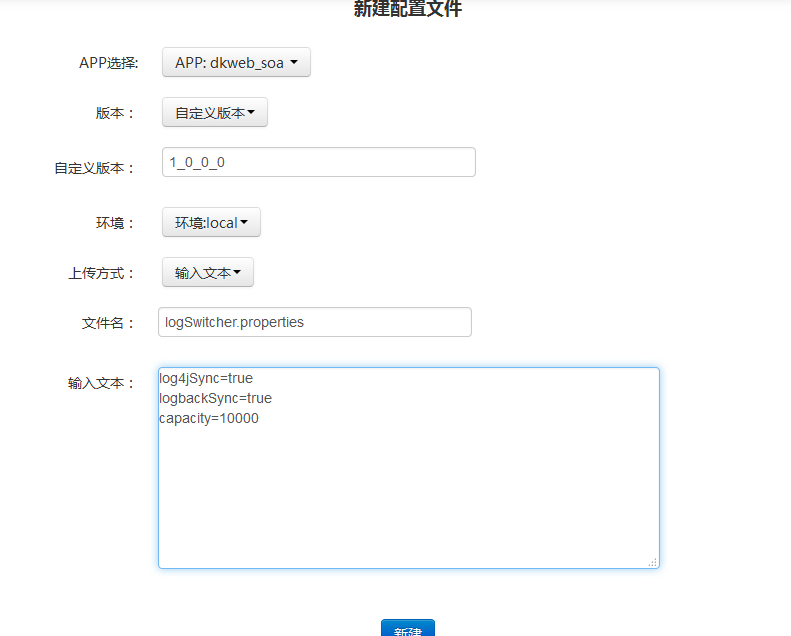 新建配置文件
APP选择: APP: dkweb_soa
版本： 自定义版本
自定义版本： 1_0_0_0
环境： 环境:local
上传方式： 输入文本
文件名： logSwitcher.properties
输入文本： log4jSync=true
logbackSync=true
capacity=10000
新建